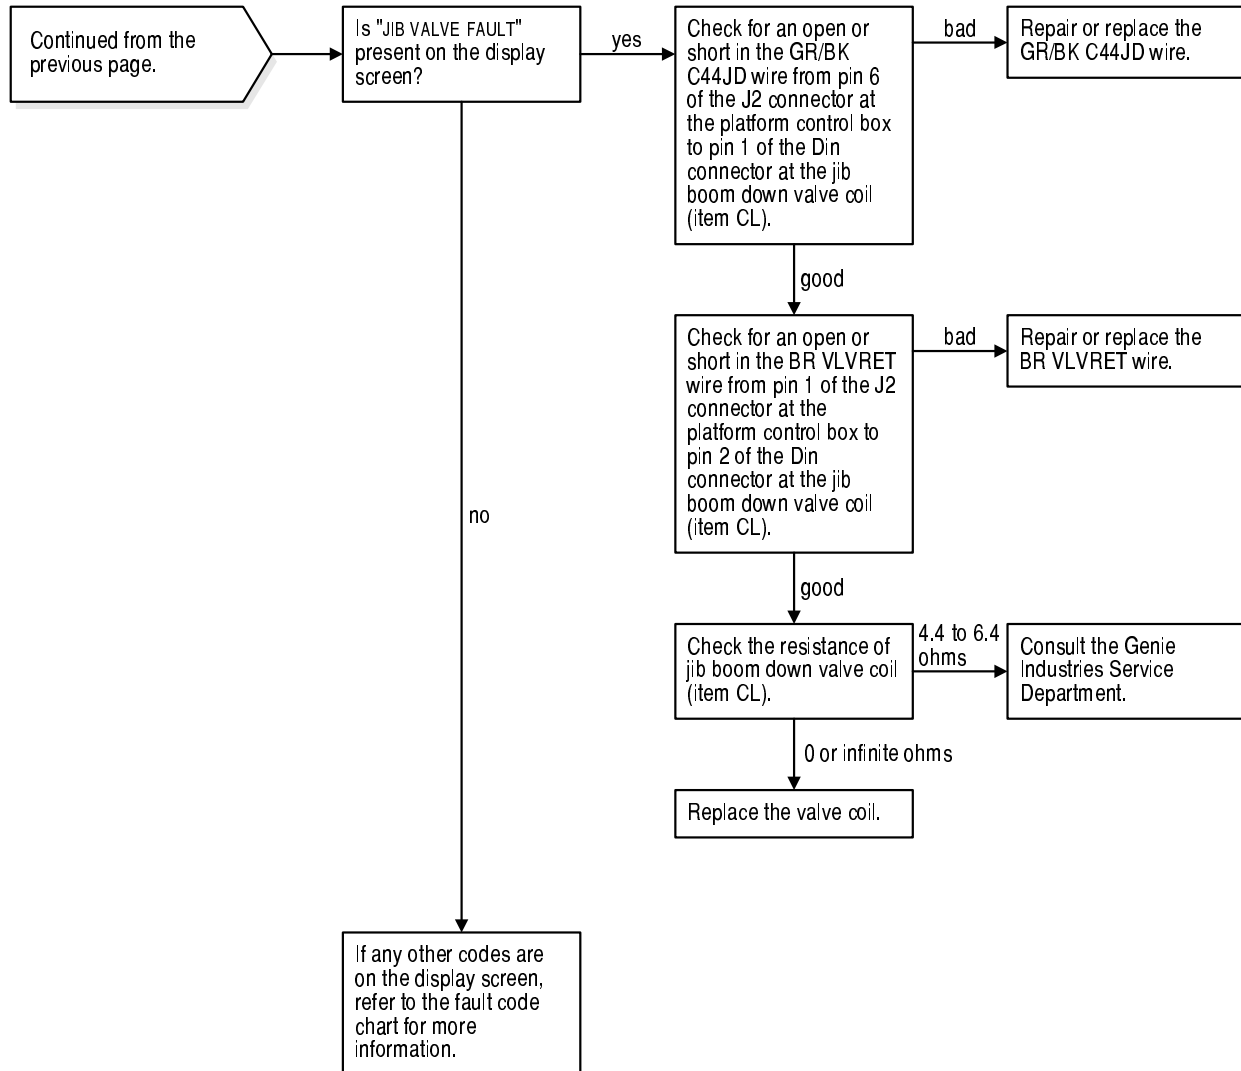 Continued from the
previous page.
Is "JIB VALVE FAULT"
present on the display
screen?
yes
Check for an open or
short in the GR/BK
C44JD wire from pin 6
of the J2 connector at
the platform control box
to pin 1 of the Din
connector at the jib
boom down valve coil
(item CL).
bad
Repair or replace the
GR/BK C44JD wire.
good
Check for an open or
short in the BR VLVRET
wire from pin 1 of the J2
connector at the
platform control box to
pin 2 of the Din
connector at the jib
boom down valve coil
(item CL).
bad
Repair or replace the
BR VLVRET wire.
no
good
Check the resistance of
jib boom down valve coil
(item CL).
4.4 to 6.4
ohms
Consult the Genie
Industries Service
Department.
0 or infinite ohms
Replace the valve coil.
If any other codes are
on the display screen,
refer to the fault code
chart for more
information.